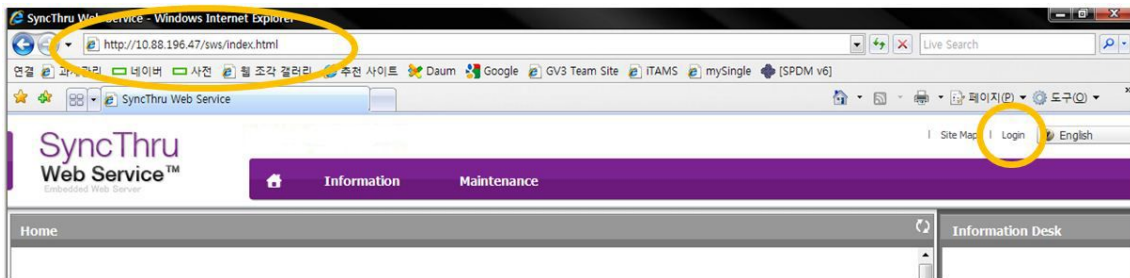 SyncThru Web Service - Windows Internet Explorer
http://10.88.196.47/sws/index.html
Live Search
연결 과제관리 네이버 사전 웹 조각 갤러리 추천 사이트 Daum Google GV3 Team Site iTAMS mySingle [SPDM v6]
SyncThru Web Service
페이지(P) 도구(O) »
SyncThru
Web Service™
Embedded Web Server
| Site Map | Login English
Information Maintenance
Home
Information Desk